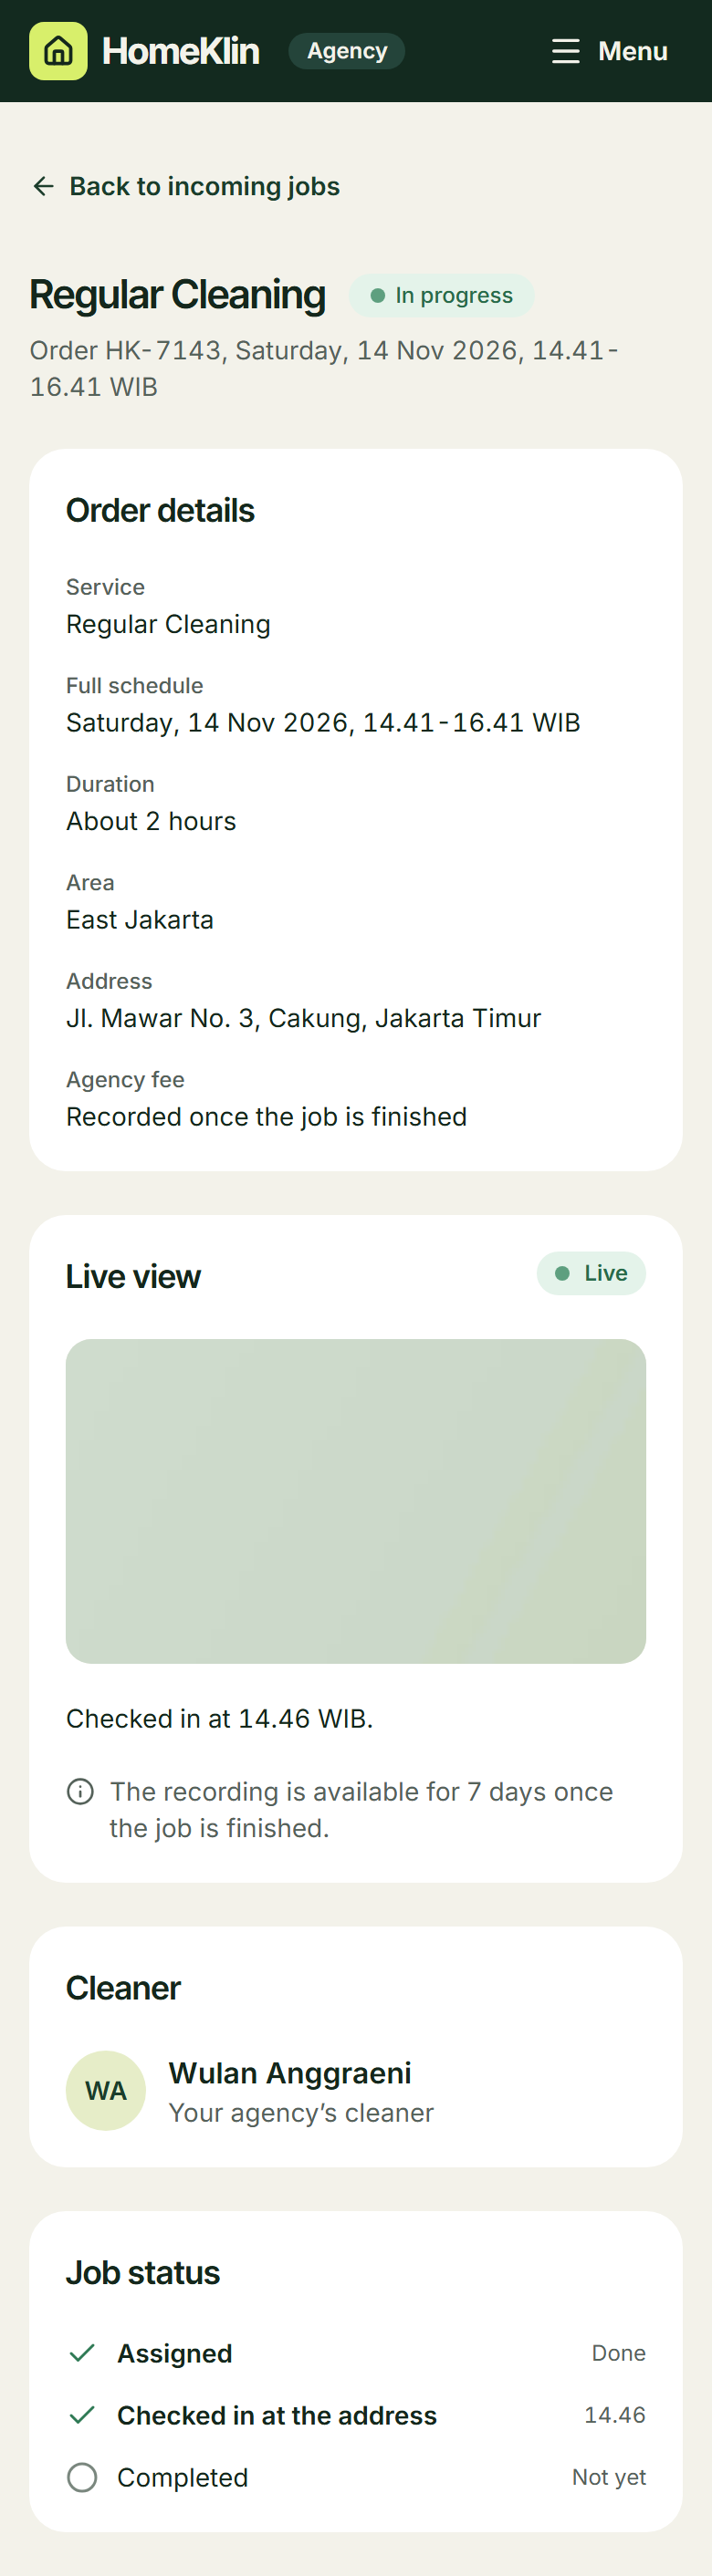 HomeKlin
Agency
Menu
Back to incoming jobs
Regular Cleaning
In progress
Order HK-7143, Saturday, 14 Nov 2026, 14.41-
16.41 WIB
Order details
Service
Regular Cleaning
Full schedule
Saturday, 14 Nov 2026, 14.41-16.41 WIB
Duration
About 2 hours
Area
East Jakarta
Address
Jl. Mawar No. 3, Cakung, Jakarta Timur
Agency fee
Recorded once the job is finished
Live view
Live
Checked in at 14.46 WIB.
The recording is available for 7 days once
the job is finished.
Cleaner
WA
Wulan Anggraeni
Your agency’s cleaner
Job status
Assigned
Done
Checked in at the address
14.46
Completed
Not yet